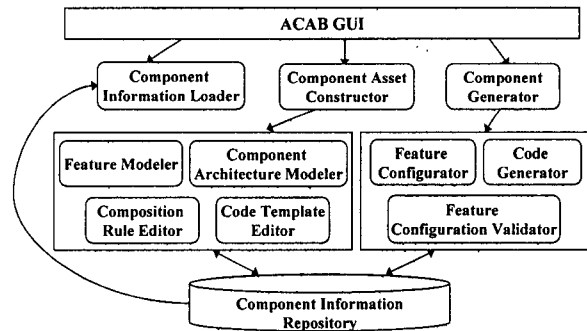 ACAB GUI
Component
Information Loader
Component Asset
Constructor
Component
Generator
Feature Modeler
Component
Architecture Modeler
Composition
Rule Editor
Code Template
Editor
Feature
Configurator
Code
Generator
Feature
Configuration Validator
Component Information
Repository